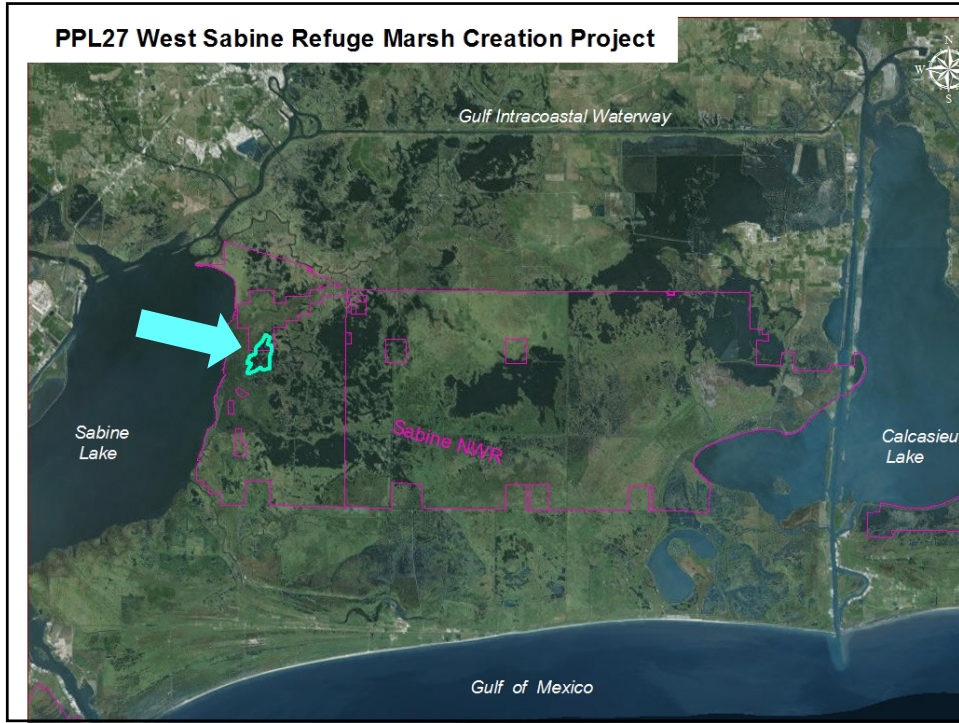 PPL27 West Sabine Refuge Marsh Creation Project
N
W
S
Gulf Intracoastal Waterway
Sabine
Lake
Sabine NWR
Calcasieu
Lake
Gulf of Mexico